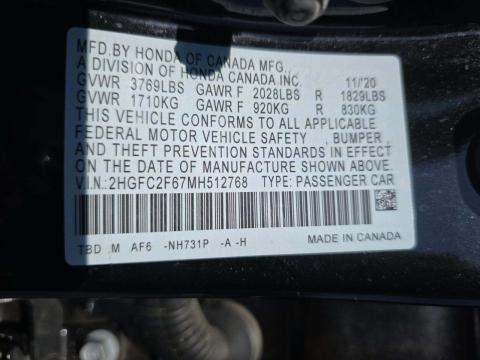 MFD.BY HONDA OF CANADA MFG.
A DIVISION OF HONDA CANADA INC. 11/'20
GVWR 3769LBS GAWR F 2028LBS R 1829LBS
GVWR 1710KG GAWR F 920KG R 830KG
THIS VEHICLE CONFORMS TO ALL APPLICABLE
FEDERAL MOTOR VEHICLE SAFETY , BUMPER ,
AND THEFT PREVENTION STANDARDS IN EFFECT
ON THE DATE OF MANUFACTURE SHOWN ABOVE.
V.I.N.:2HGFC2F67MH512768 TYPE: PASSENGER CAR
TBD .M AF6 -NH731P -A -H MADE IN CANADA